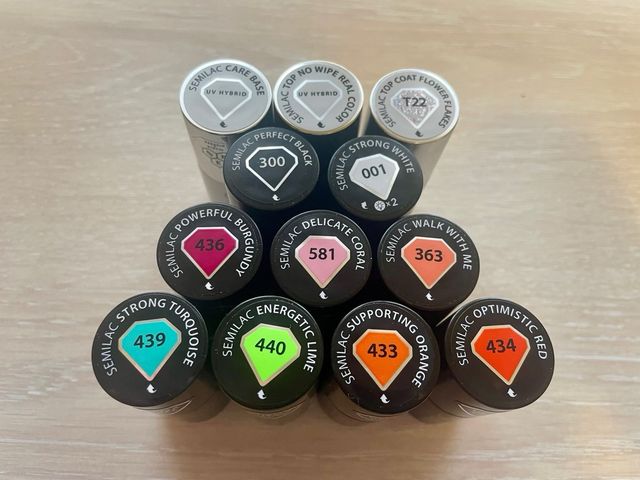 SEMILAC CARE BASE
UV HYBRID
SEMILAC TOP NO WIPE REAL COLOR
UV HYBRID
SEMILAC TOP COAT FLOWER FLAKES
T22
SEMILAC PERFECT BLACK
300
SEMILAC STRONG WHITE
001
×2
SEMILAC POWERFUL BURGUNDY
436
SEMILAC DELICATE CORAL
581
SEMILAC WALK WITH ME
363
SEMILAC STRONG TURQUOISE
439
SEMILAC ENERGETIC LIME
440
SEMILAC SUPPORTING ORANGE
433
SEMILAC OPTIMISTIC RED
434